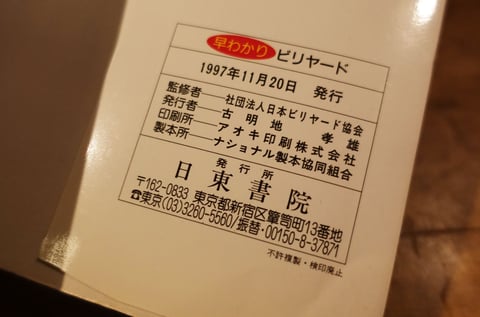 早わかり ビリヤード
1997年11月20日 発行
監修者 社団法人日本ビリヤード協会
発行者 古明地 孝雄
印刷所 アオキ印刷株式会社
製本所 ナショナル製本協同組合
発行所
日東書院
〒162-0833 東京都新宿区簞笥町13番地
☎東京(03)3260-5560/振替・00150-8-37871
不許複製・検印廃止